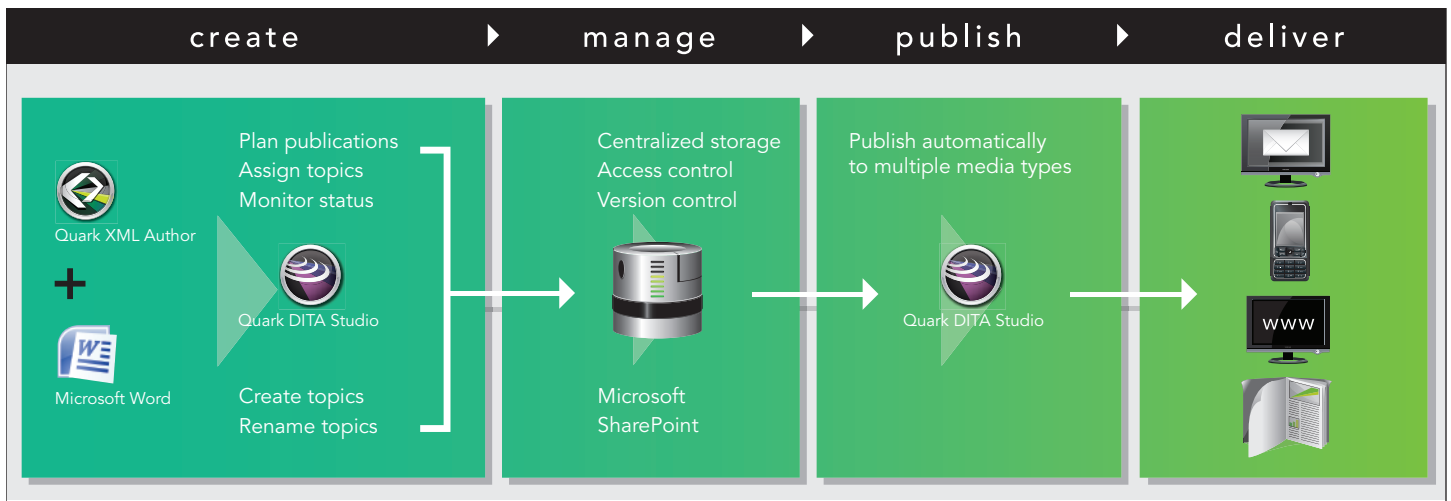 create
manage
publish
deliver
Plan publications
Assign topics
Monitor status
Quark XML Author
+
Microsoft Word
Quark DITA Studio
Create topics
Rename topics
Centralized storage
Access control
Version control
Microsoft
SharePoint
Publish automatically
to multiple media types
Quark DITA Studio
WWW